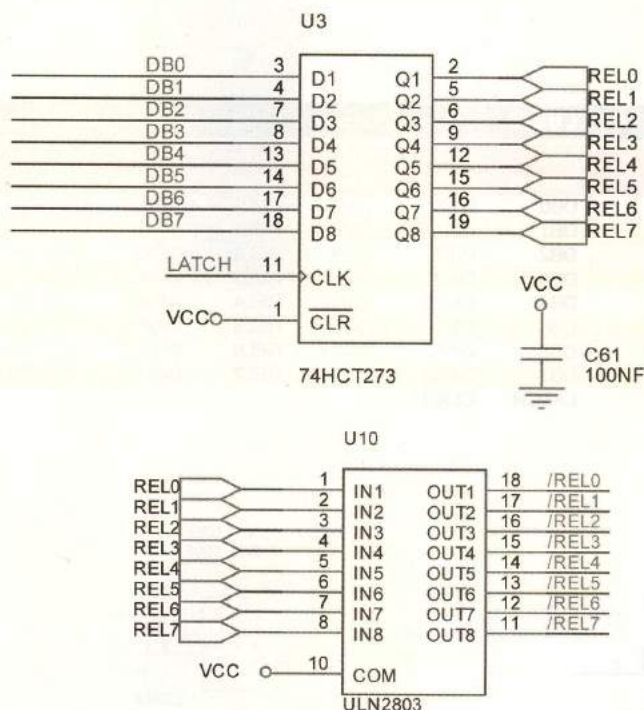 U3
DB0 3 D1 Q1 2 REL0
DB1 4 D2 Q2 5 REL1
DB2 7 D3 Q3 6 REL2
DB3 8 D4 Q4 9 REL3
DB4 13 D5 Q5 12 REL4
DB5 14 D6 Q6 15 REL5
DB6 17 D7 Q7 16 REL6
DB7 18 D8 Q8 19 REL7
LATCH 11 CLK
VCC 1 CLR
74HCT273
VCC
C61
100NF
U10
REL0 1 IN1 OUT1 18 /REL0
REL1 2 IN2 OUT2 17 /REL1
REL2 3 IN3 OUT3 16 /REL2
REL3 4 IN4 OUT4 15 /REL3
REL4 5 IN5 OUT5 14 /REL4
REL5 6 IN6 OUT6 13 /REL5
REL6 7 IN7 OUT7 12 /REL6
REL7 8 IN8 OUT8 11 /REL7
VCC 10 COM
ULN2803